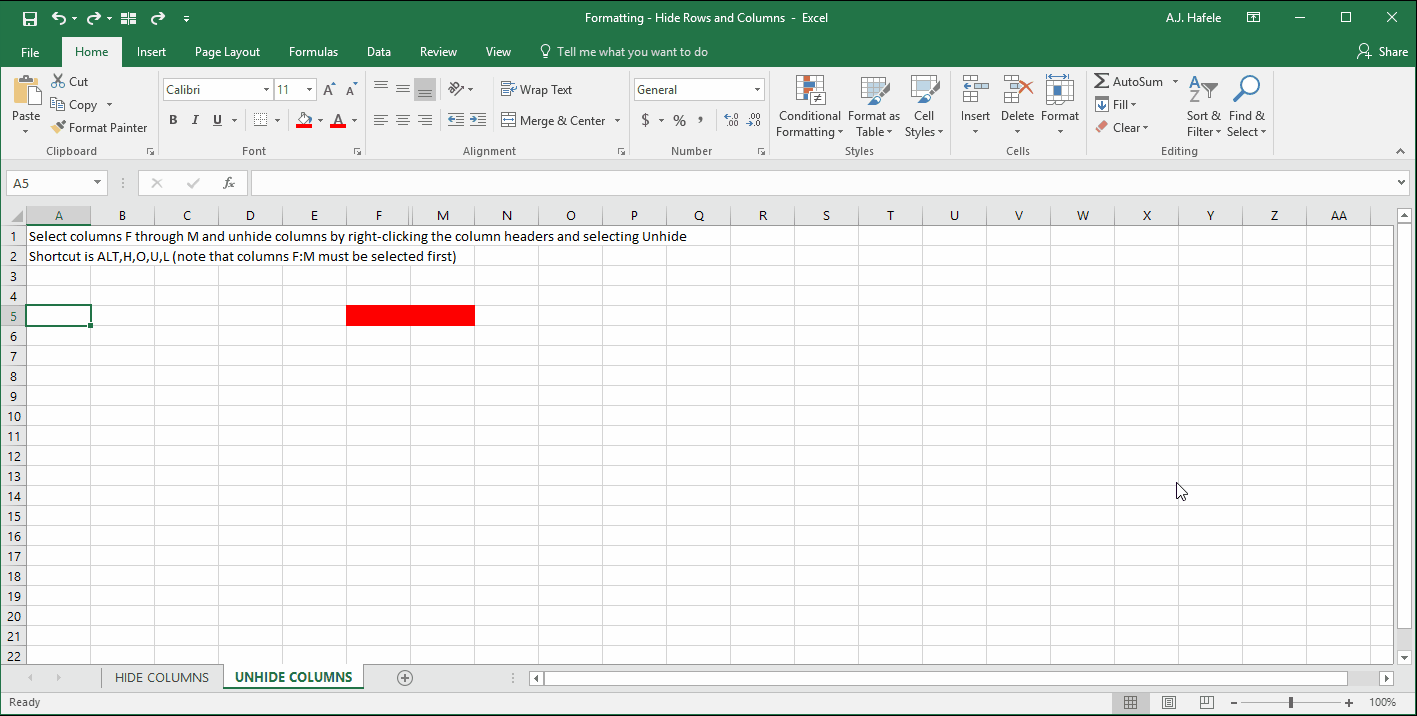 Formatting - Hide Rows and Columns - Excel
A.J. Hafele
File Home Insert Page Layout Formulas Data Review View Tell me what you want to do Share
Paste
Cut
Copy
Format Painter
Clipboard
Calibri 11
B I U A
Font
Wrap Text
Merge & Center
Alignment
General
$ % , .00 .0
Number
Conditional Formatting
Format as Table
Cell Styles
Styles
Insert Delete Format
Cells
AutoSum
Fill
Clear
Sort & Filter
Find & Select
Editing
A5 fx
A B C D E F M N O P Q R S T U V W X Y Z AA
1 Select columns F through M and unhide columns by right-clicking the column headers and selecting Unhide
2 Shortcut is ALT,H,O,U,L (note that columns F:M must be selected first)
3
4
5
6
7
8
9
10
11
12
13
14
15
16
17
18
19
20
21
22
HIDE COLUMNS UNHIDE COLUMNS
Ready 100%